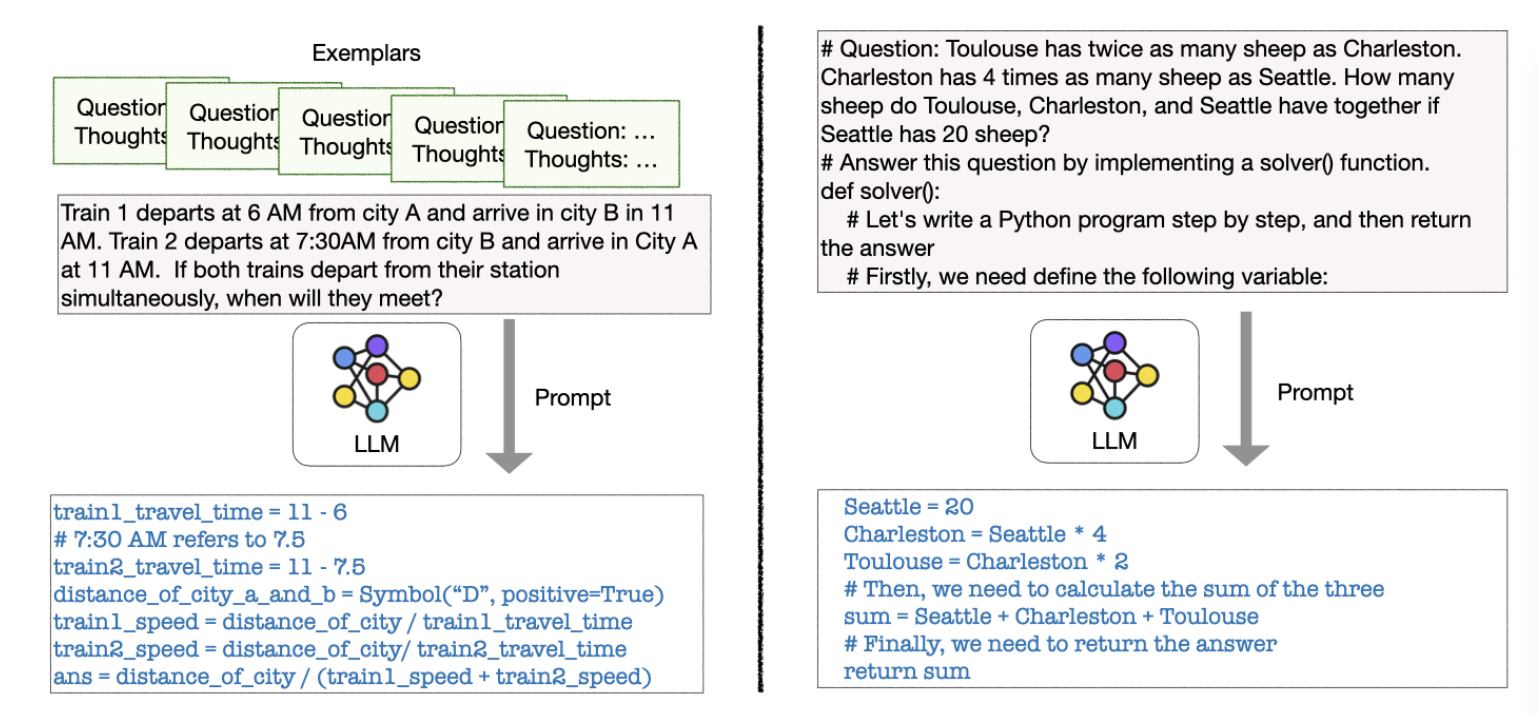 Exemplars
Question
Thoughts
Question
Thoughts
Question
Thoughts
Question
Thoughts
Question: ...
Thoughts: ...
Train 1 departs at 6 AM from city A and arrive in city B in 11
AM. Train 2 departs at 7:30AM from city B and arrive in City A
at 11 AM.  If both trains depart from their station
simultaneously, when will they meet?
LLM
Prompt
train1_travel_time = 11 - 6
# 7:30 AM refers to 7.5
train2_travel_time = 11 - 7.5
distance_of_city_a_and_b = Symbol(“D”, positive=True)
train1_speed = distance_of_city / train1_travel_time
train2_speed = distance_of_city/ train2_travel_time
ans = distance_of_city / (train1_speed + train2_speed)
# Question: Toulouse has twice as many sheep as Charleston.
Charleston has 4 times as many sheep as Seattle. How many
sheep do Toulouse, Charleston, and Seattle have together if
Seattle has 20 sheep?
# Answer this question by implementing a solver() function.
def solver():
    # Let's write a Python program step by step, and then return
the answer
    # Firstly, we need define the following variable:
LLM
Prompt
Seattle = 20
Charleston = Seattle * 4
Toulouse = Charleston * 2
# Then, we need to calculate the sum of the three
sum = Seattle + Charleston + Toulouse
# Finally, we need to return the answer
return sum